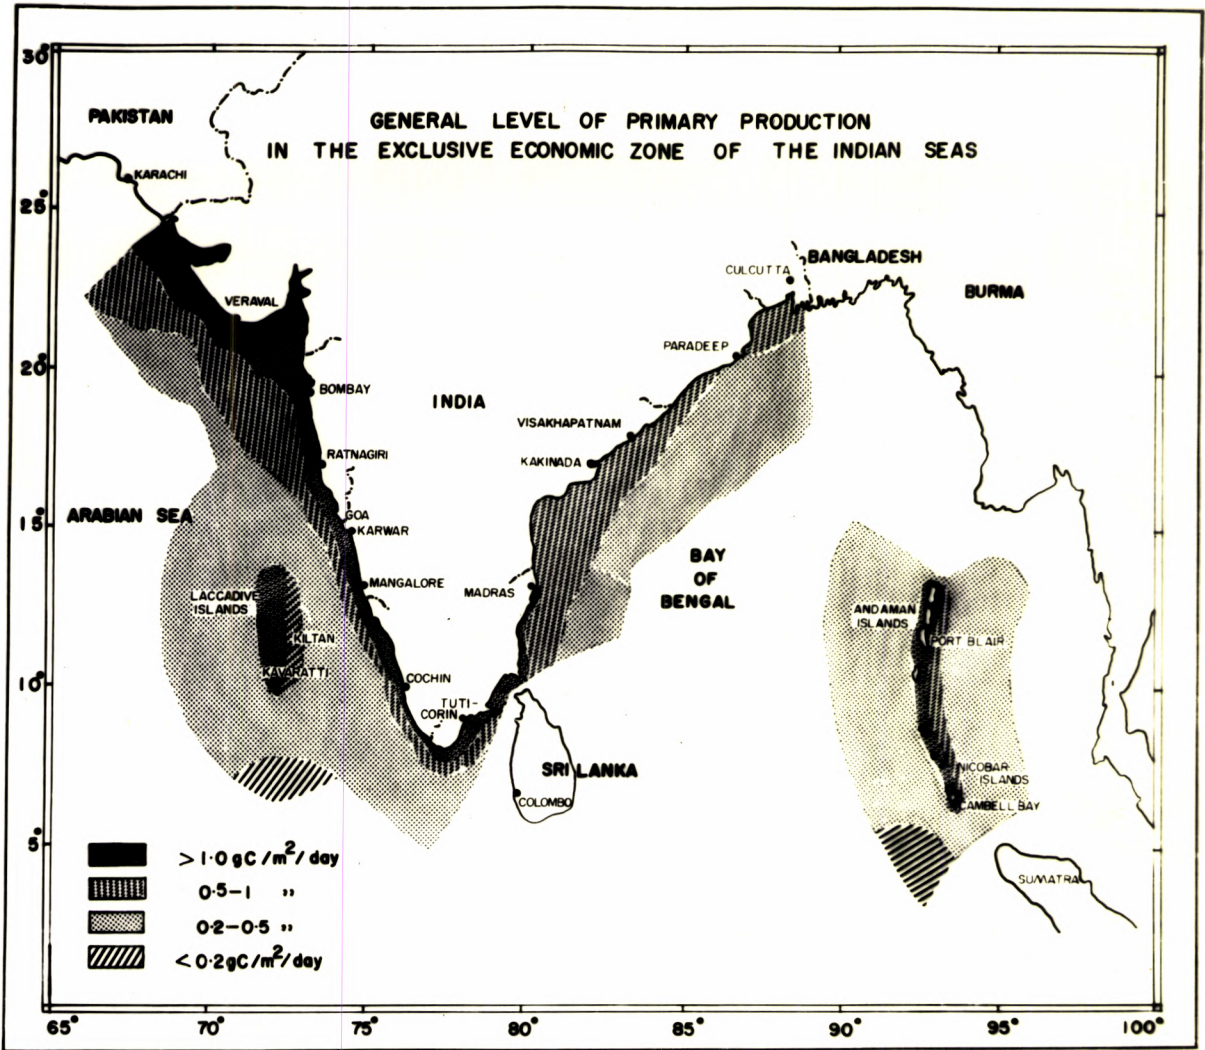 GENERAL LEVEL OF PRIMARY PRODUCTION
IN THE EXCLUSIVE ECONOMIC ZONE OF THE INDIAN SEAS
30°
25°
20°
15°
10°
5°
PAKISTAN
KARACHI
VERAVAL
BOMBAY
INDIA
RATNAGIRI
ARABIAN SEA
GOA
KARWAR
MANGALORE
LACCADIVE
ISLANDS
KILTAN
KAVARATTI
COCHIN
TUTI-
CORIN
MADRAS
KAKINADA
VISAKHAPATNAM
PARADEEP
CULCUTTA
BANGLADESH
BURMA
BAY
OF
BENGAL
SRI LANKA
COLOMBO
ANDAMAN
ISLANDS
PORT BLAIR
NICOBAR
ISLANDS
CAMBELL BAY
SUMATRA
>1·0 gC/m²/day
0·5-1 ,,
0·2-0·5 ,,
<0·2gC/m²/day
65° 70° 75° 80° 85° 90° 95° 100°